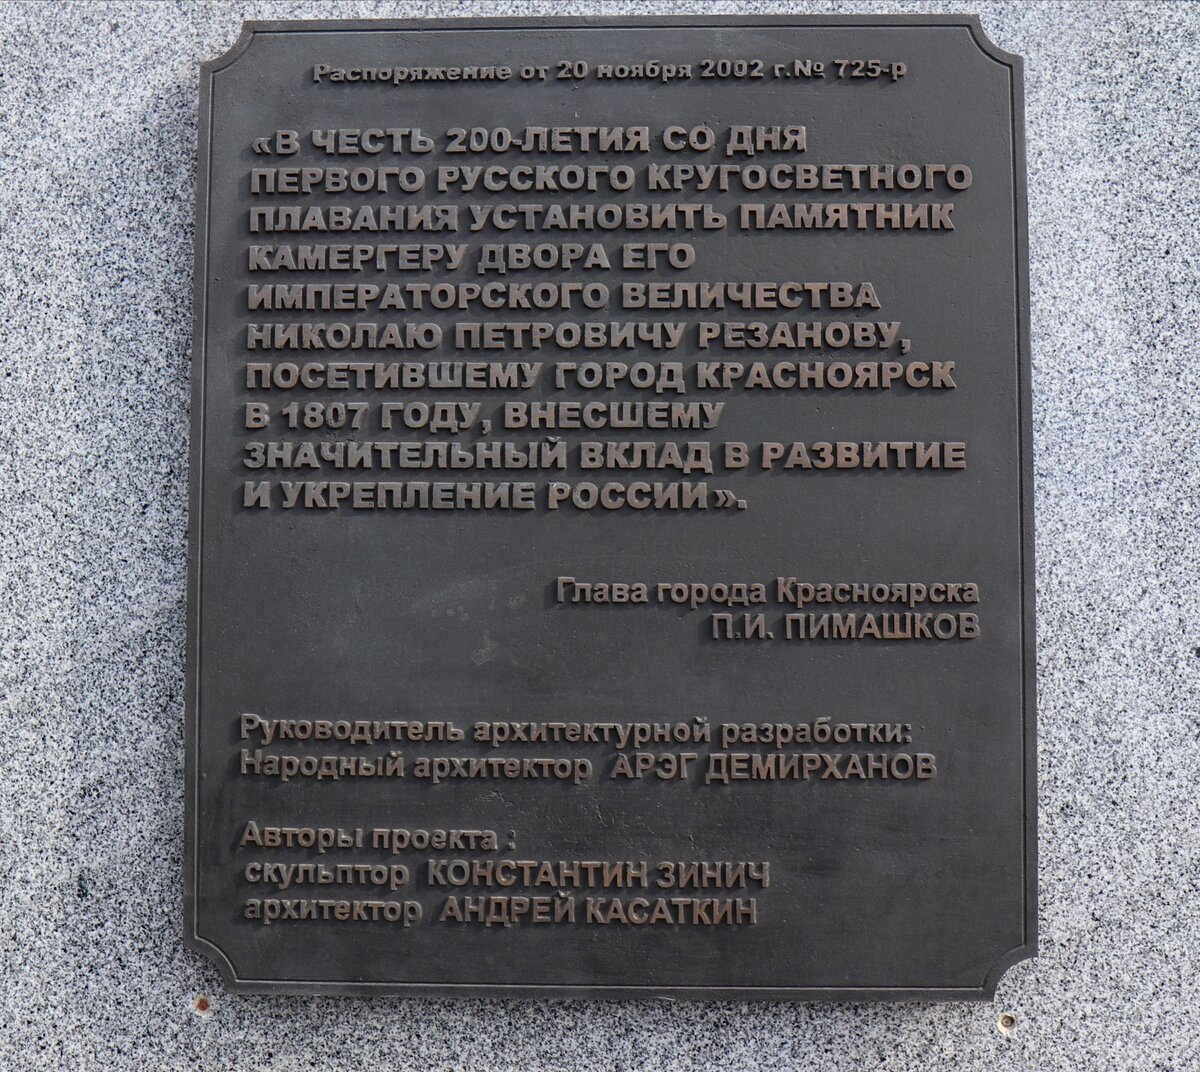 Распоряжение от 20 ноября 2002 г. № 725-р
«В ЧЕСТЬ 200-ЛЕТИЯ СО ДНЯ
ПЕРВОГО РУССКОГО КРУГОСВЕТНОГО
ПЛАВАНИЯ УСТАНОВИТЬ ПАМЯТНИК
КАМЕРГЕРУ ДВОРА ЕГО
ИМПЕРАТОРСКОГО ВЕЛИЧЕСТВА
НИКОЛАЮ ПЕТРОВИЧУ РЕЗАНОВУ,
ПОСЕТИВШЕМУ ГОРОД КРАСНОЯРСК
В 1807 ГОДУ, ВНЕСШЕМУ
ЗНАЧИТЕЛЬНЫЙ ВКЛАД В РАЗВИТИЕ
И УКРЕПЛЕНИЕ РОССИИ».
Глава города Красноярска
П.И. ПИМАШКОВ
Руководитель архитектурной разработки:
Народный архитектор АРЭГ ДЕМИРХАНОВ
Авторы проекта :
скульптор КОНСТАНТИН ЗИНИЧ
архитектор АНДРЕЙ КАСАТКИН